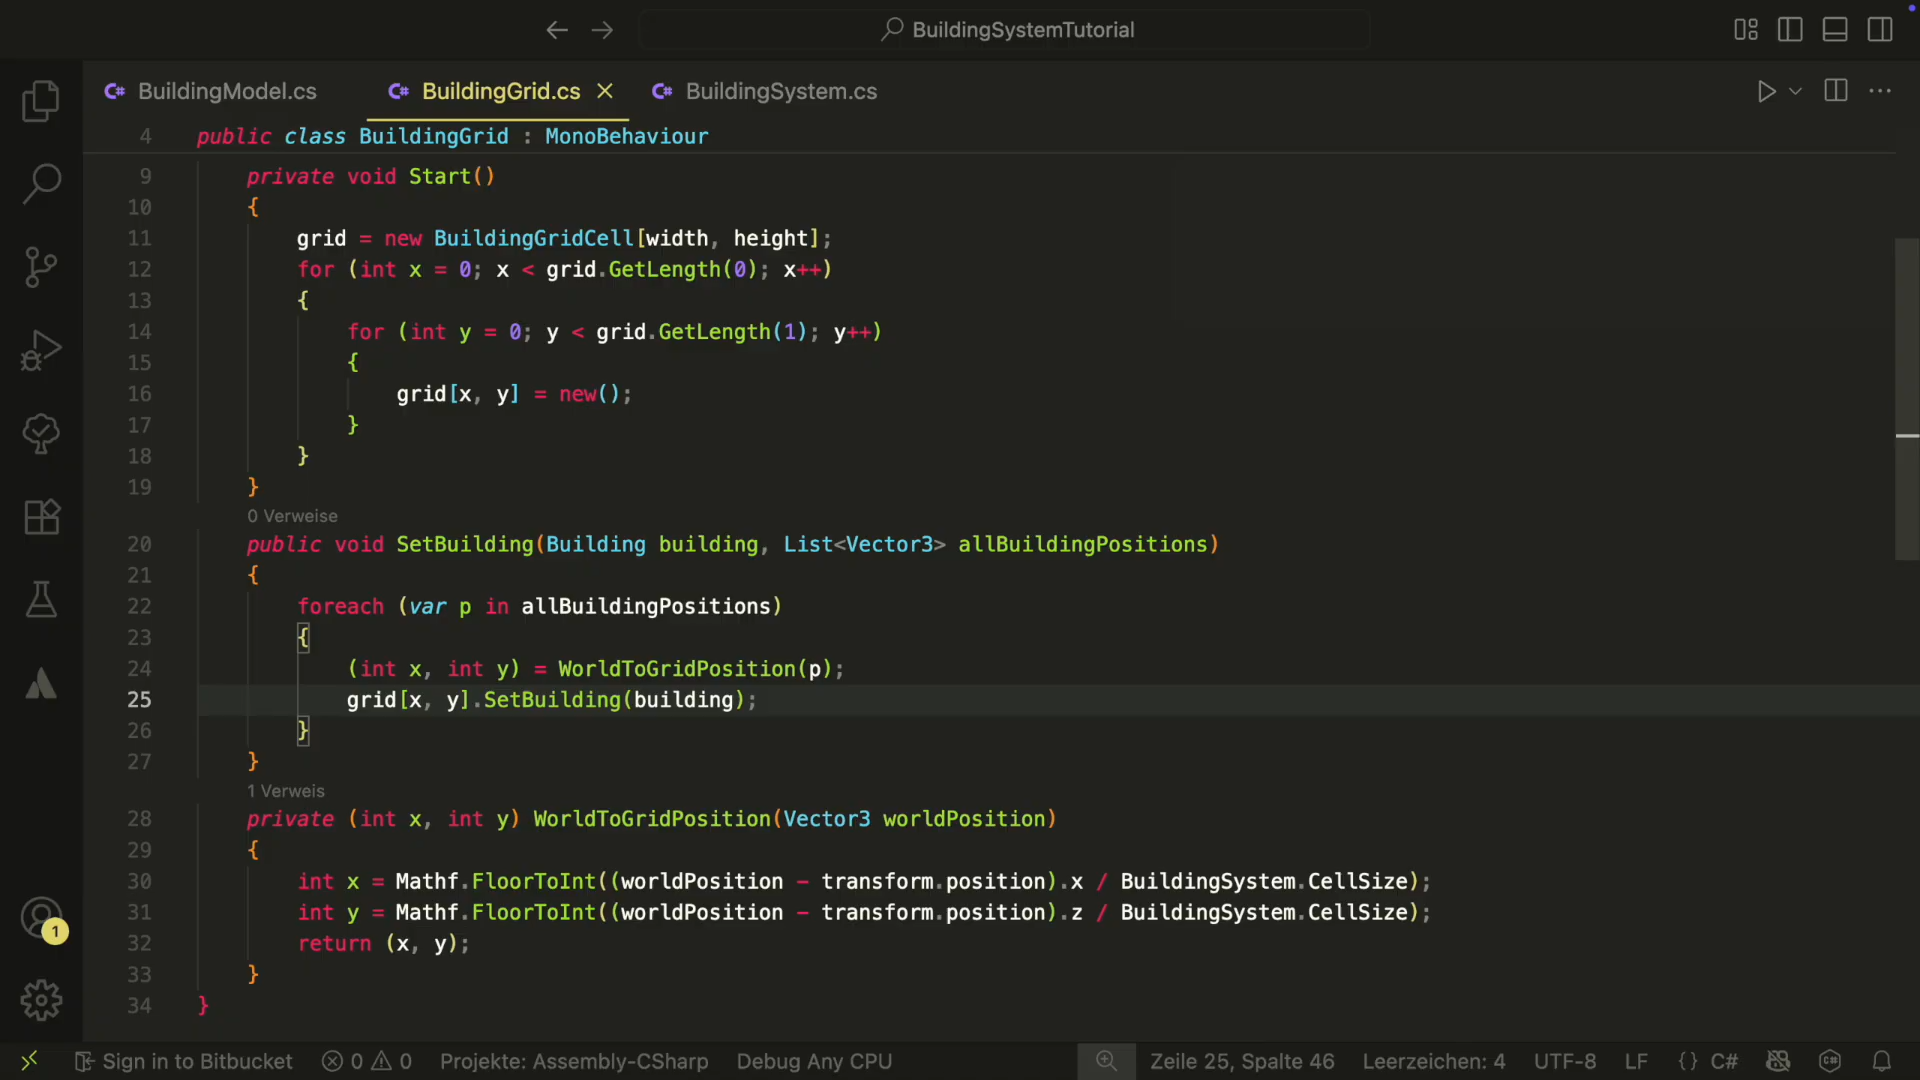 BuildingSystemTutorial
C# BuildingModel.cs
C# BuildingGrid.cs
C# BuildingSystem.cs
4 public class BuildingGrid : MonoBehaviour
9 private void Start()
10 {
11 grid = new BuildingGridCell[width, height];
12 for (int x = 0; x < grid.GetLength(0); x++)
13 {
14 for (int y = 0; y < grid.GetLength(1); y++)
15 {
16 grid[x, y] = new();
17 }
18 }
19 }
0 Verweise
20 public void SetBuilding(Building building, List<Vector3> allBuildingPositions)
21 {
22 foreach (var p in allBuildingPositions)
23 {
24 (int x, int y) = WorldToGridPosition(p);
25 grid[x, y].SetBuilding(building);
26 }
27 }
1 Verweis
28 private (int x, int y) WorldToGridPosition(Vector3 worldPosition)
29 {
30 int x = Mathf.FloorToInt((worldPosition - transform.position).x / BuildingSystem.CellSize);
31 int y = Mathf.FloorToInt((worldPosition - transform.position).z / BuildingSystem.CellSize);
32 return (x, y);
33 }
34 }
1
Sign in to Bitbucket 0 0 Projekte: Assembly-CSharp Debug Any CPU Zeile 25, Spalte 46 Leerzeichen: 4 UTF-8 LF {} C#